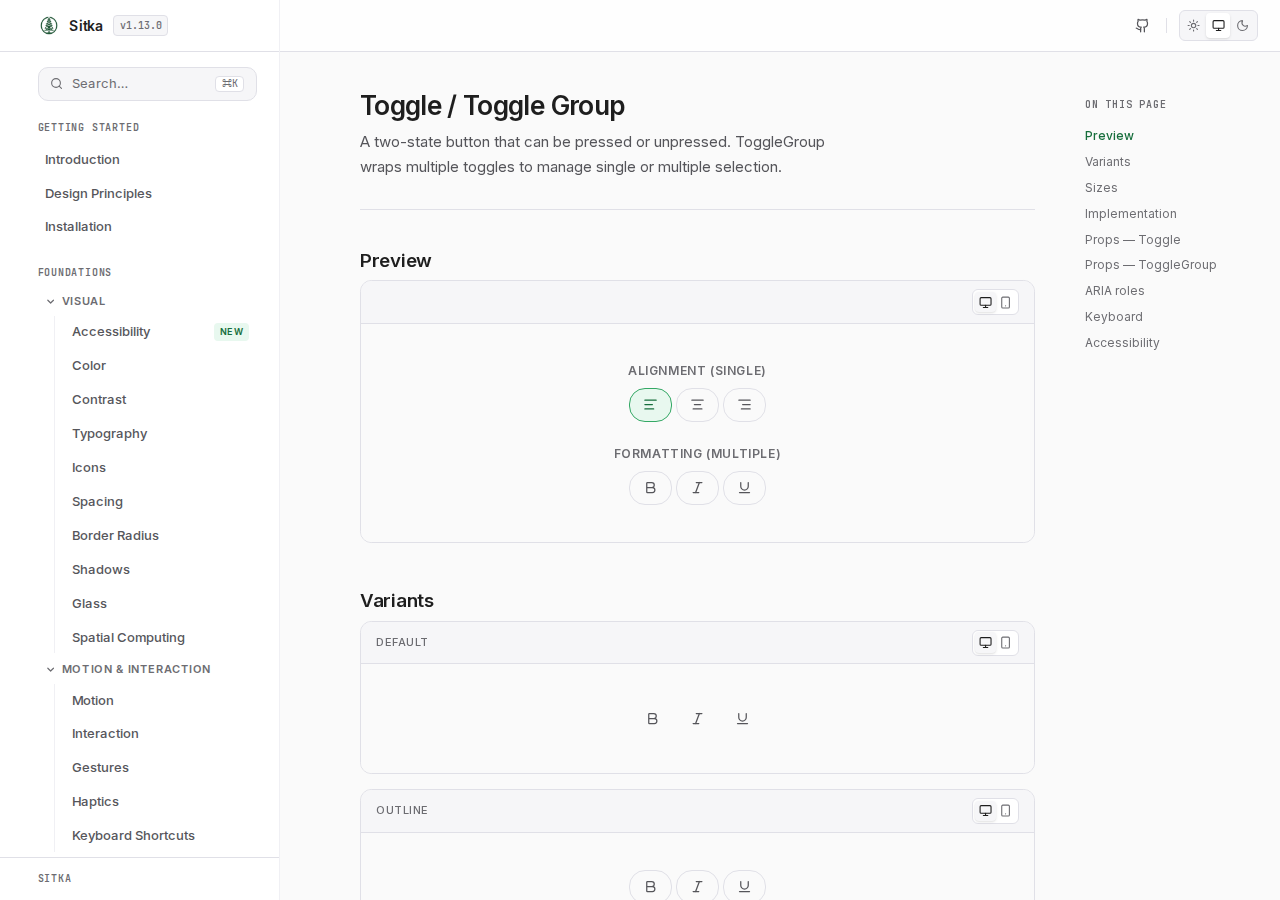 Sitka
v1.13.0
Search...
⌘K
GETTING STARTED
Introduction
Design Principles
Installation
FOUNDATIONS
VISUAL
Accessibility
NEW
Color
Contrast
Typography
Icons
Spacing
Border Radius
Shadows
Glass
Spatial Computing
MOTION & INTERACTION
Motion
Interaction
Gestures
Haptics
Keyboard Shortcuts
SITKA
Toggle / Toggle Group
A two-state button that can be pressed or unpressed. ToggleGroup
wraps multiple toggles to manage single or multiple selection.
Preview
ALIGNMENT (SINGLE)
FORMATTING (MULTIPLE)
Variants
DEFAULT
OUTLINE
ON THIS PAGE
Preview
Variants
Sizes
Implementation
Props — Toggle
Props — ToggleGroup
ARIA roles
Keyboard
Accessibility